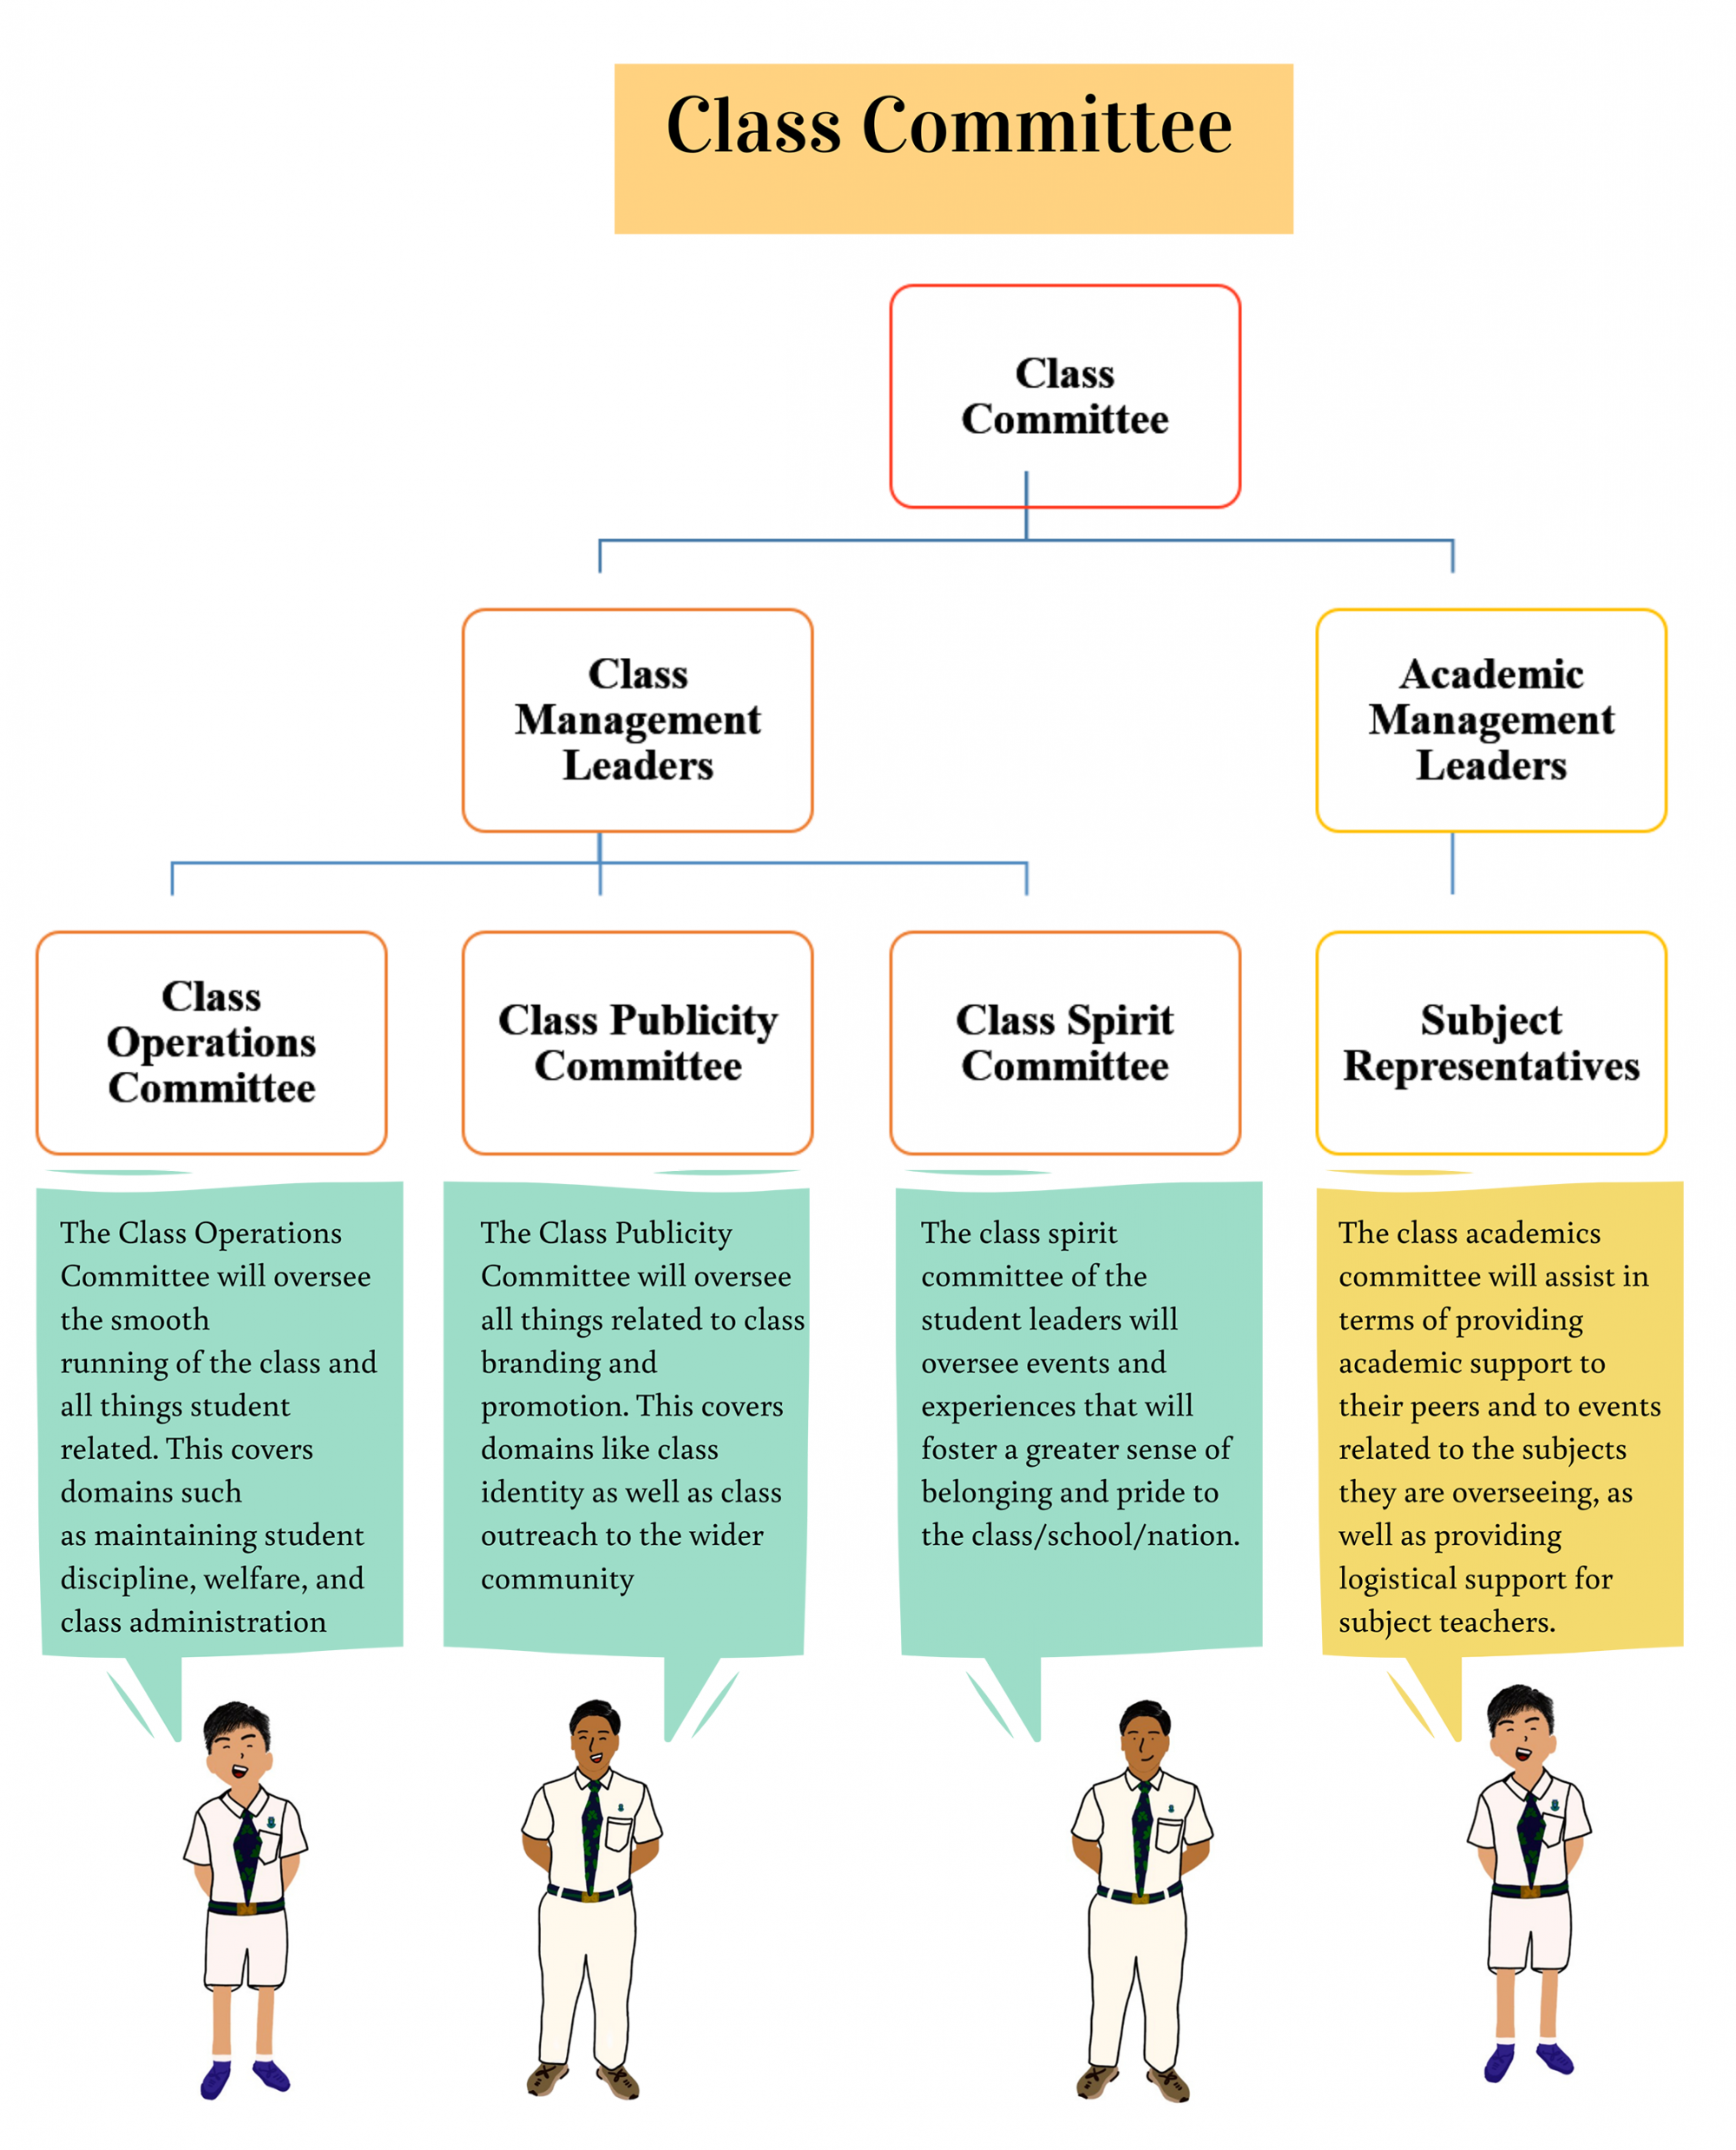 Class Committee
Class
Committee
Class
Management
Leaders
Academic
Management
Leaders
Class
Operations
Committee
Class Publicity
Committee
Class Spirit
Committee
Subject
Representatives
The Class Operations
Committee will oversee
the smooth
running of the class and
all things student
related. This covers
domains such
as maintaining student
discipline, welfare, and
class administration
The Class Publicity
Committee will oversee
all things related to class
branding and
promotion. This covers
domains like class
identity as well as class
outreach to the wider
community
The class spirit
committee of the
student leaders will
oversee events and
experiences that will
foster a greater sense of
belonging and pride to
the class/school/nation.
The class academics
committee will assist in
terms of providing
academic support to
their peers and to events
related to the subjects
they are overseeing, as
well as providing
logistical support for
subject teachers.